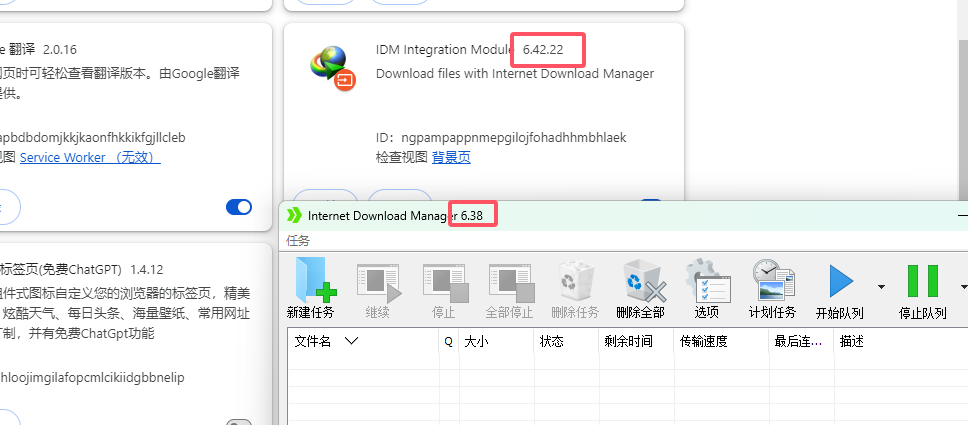 e 翻译 2.0.16
网页时可轻松查看翻译版本。由Google翻译
提供。
apbdbdomjkkjkaonfhkkikfgjllcleb
视图 Service Worker （无效）
IDM Integration Module 6.42.22
Download files with Internet Download Manager
ID：ngpampappnmepgilojfohadhhmbhlaek
检查视图 背景页
标签页(免费ChatGPT) 1.4.12
组件式图标自定义您的浏览器的标签页，精美
炫酷天气、每日头条、海量壁纸、常用网址
制，并有免费ChatGpt功能
hloojimgilafopcmlcikiidgbbnelip
Internet Download Manager 6.38
任务
新建任务 继续 停止 全部停止 删除任务 删除全部 选项 计划任务 开始队列 停止队列
文件名 Q 大小 状态 剩余时间 传输速度 最后连... 描述